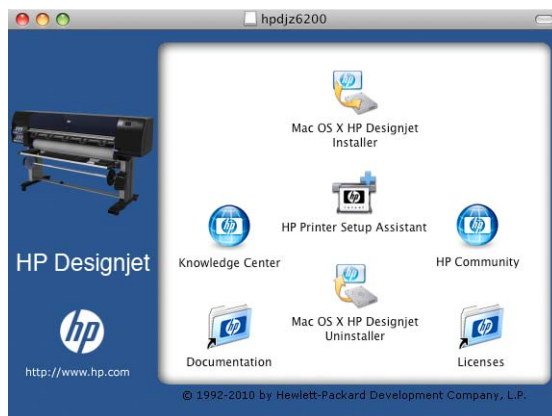 hpdjz6200
Mac OS X HP Designjet
Installer
HP Printer Setup Assistant
Knowledge Center
HP Community
Mac OS X HP Designjet
Uninstaller
Documentation
Licenses
HP Designjet
hp
http://www.hp.com
© 1992-2010 by Hewlett-Packard Development Company, L.P.